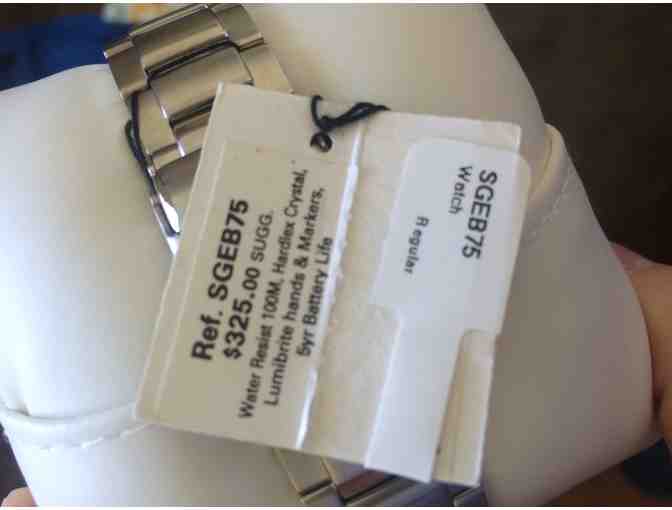 Ref. SGEB75
$325.00 SUGG.
Water Resist 100M, Hardlex Crystal,
Lumibrite hands & Markers,
5yr Battery Life
SGEB75
Watch
Regular